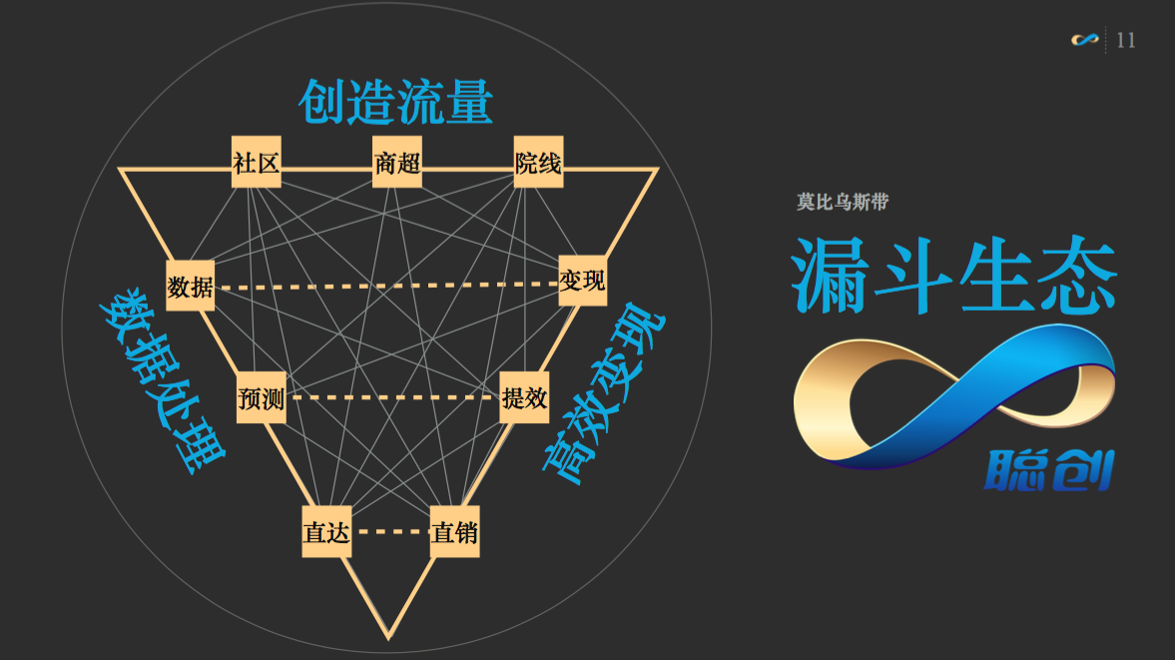 11
创造流量
社区
商超
院线
莫比乌斯带
漏斗生态
数据
变现
数据处理
高效变现
预测
提效
聪创
直达
直销